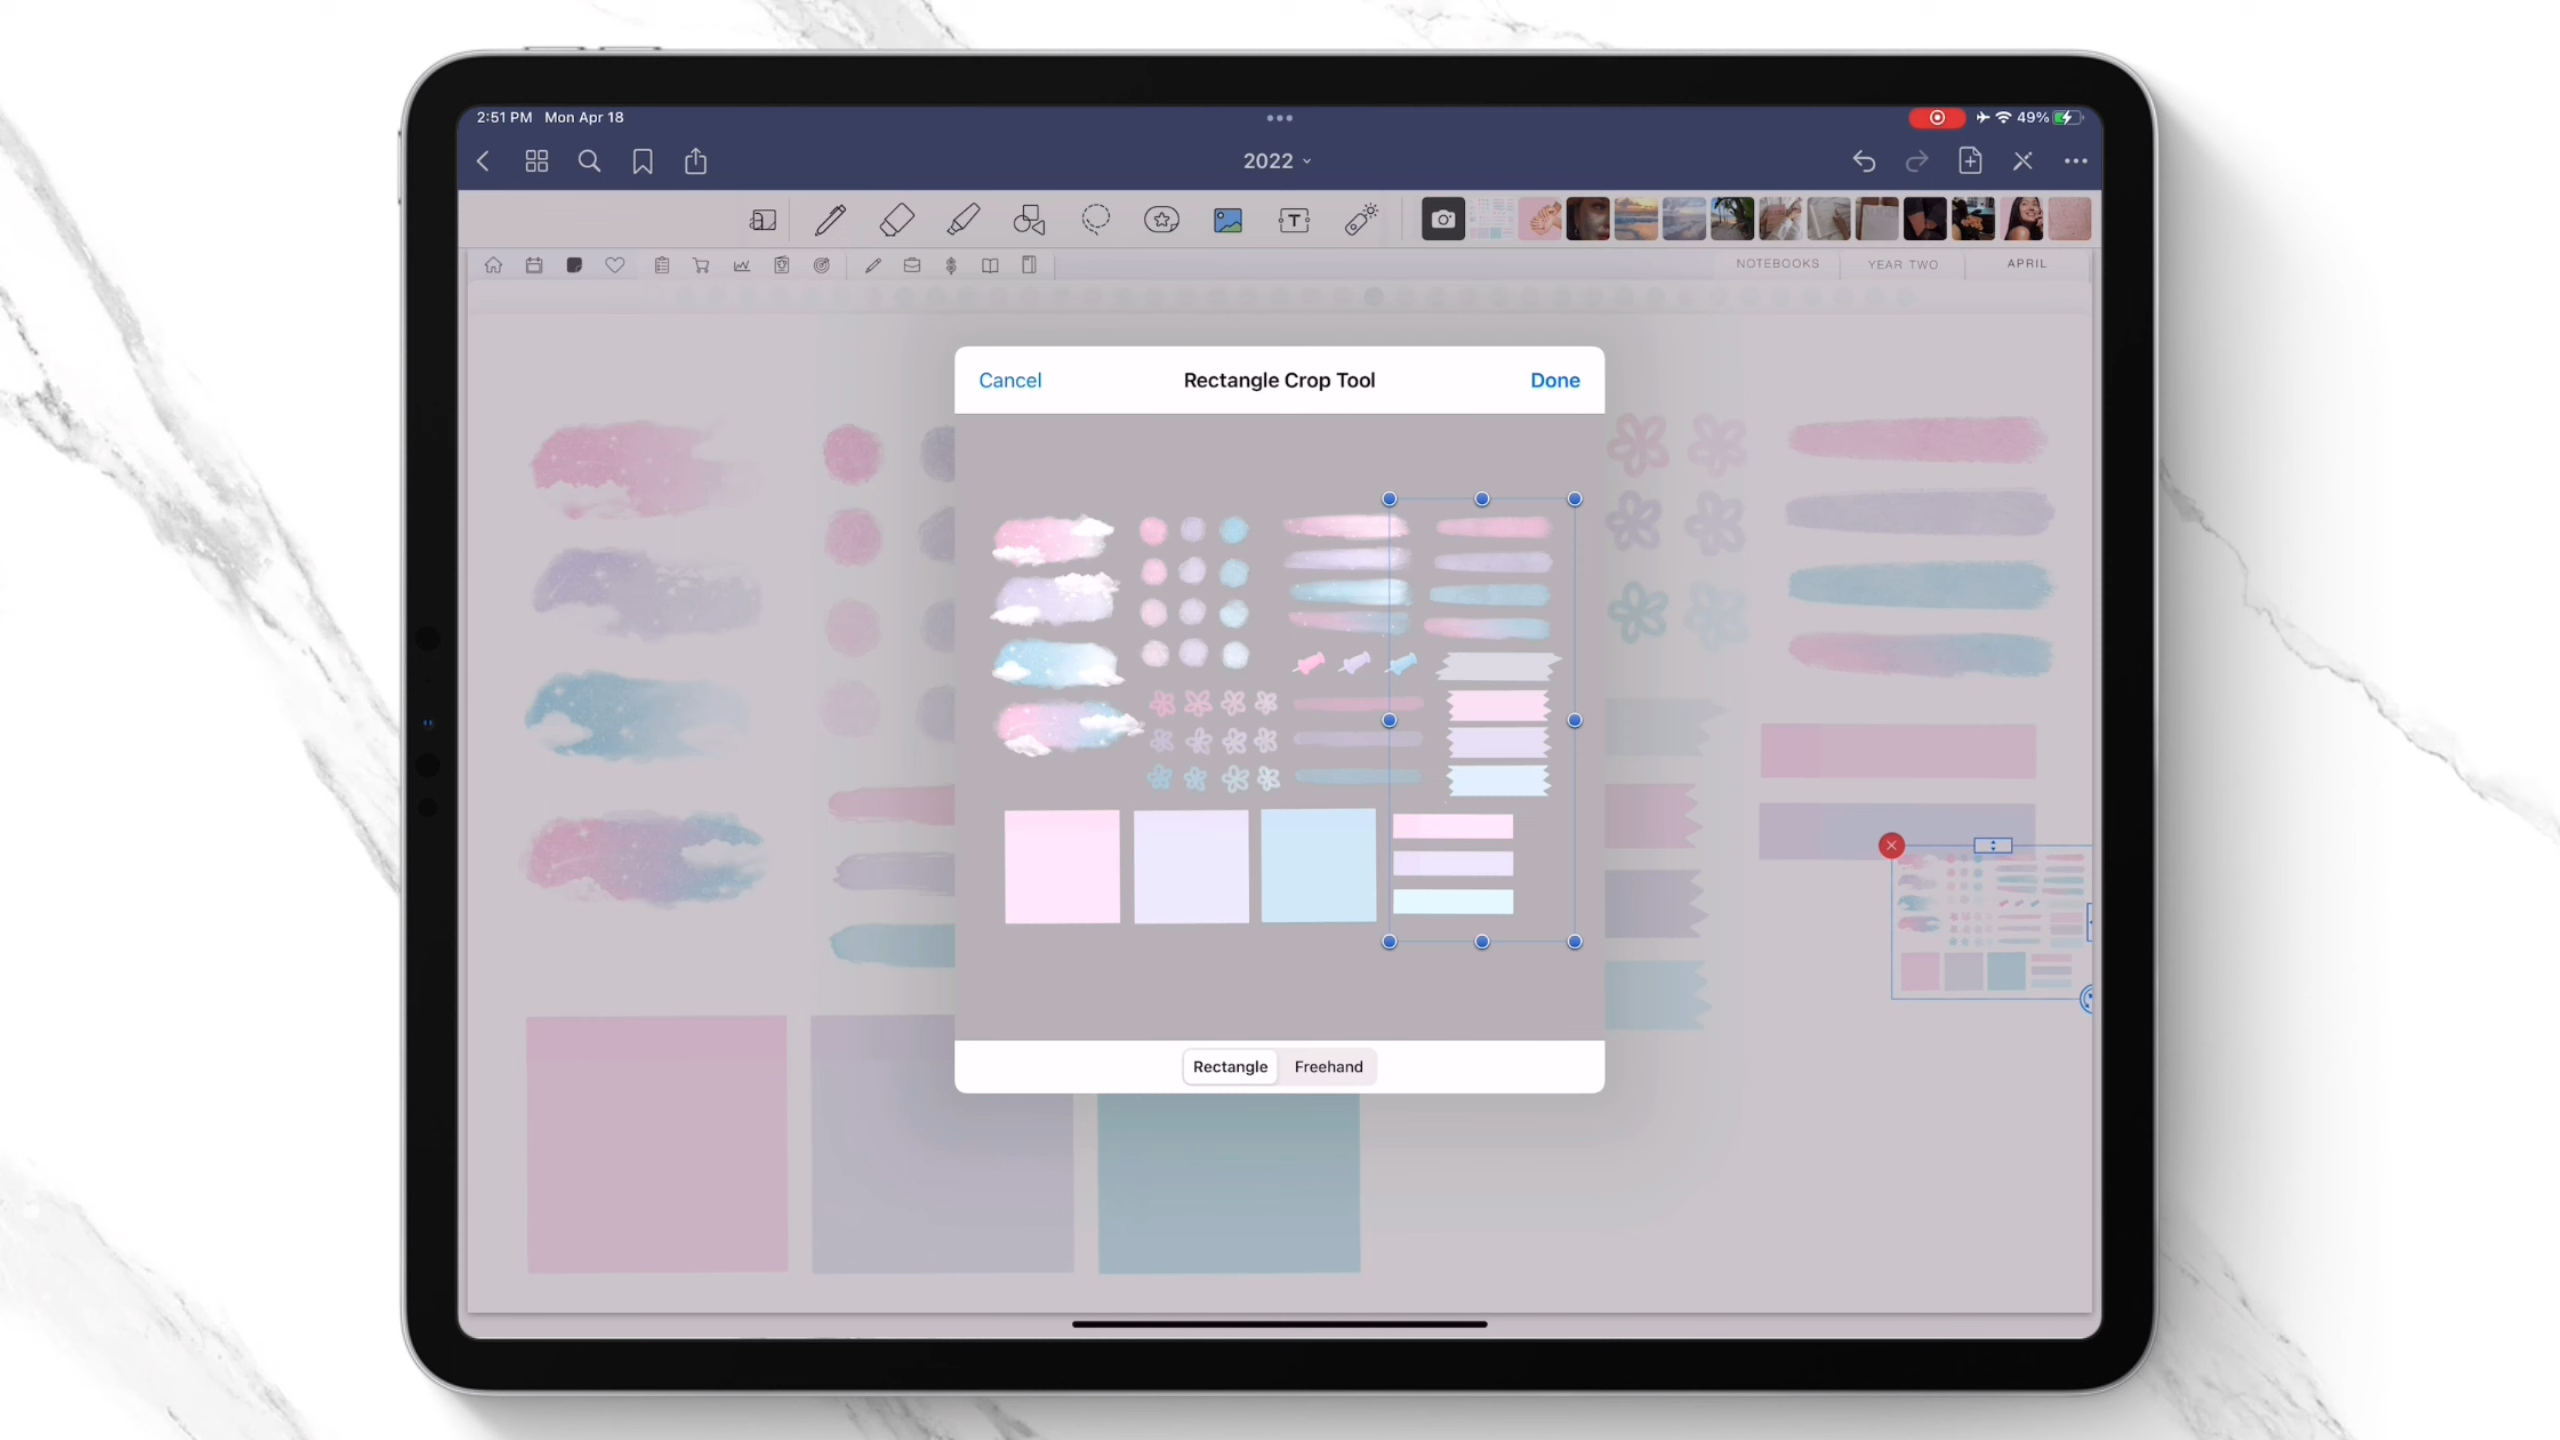 2:51 PM Mon Apr 18
49%
2022
T
NOTEBOOKS
YEAR TWO
APRIL
Cancel
Rectangle Crop Tool
Done
Rectangle
Freehand